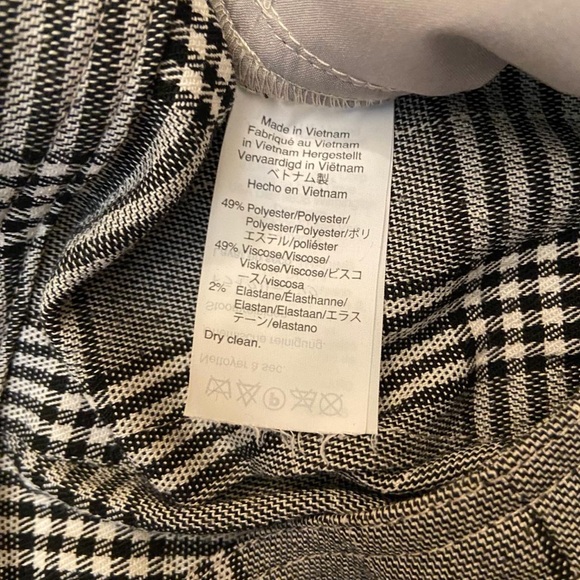 Made in Vietnam
Fabriqué au Vietnam
in Vietnam Hergestellt
Vervaardigd in Viëtnam
ベトナム製
Hecho en Vietnam
49% Polyester/Polyester/
Polyester/Polyester/ポリ
エステル/poliéster
49% Viscose/Viscose/
Viskose/Viscose/ビスコ
ース/viscosa
2% Elastane/Élasthanne/
Elastan/Elastaan/エラス
テーン/elastano
Dry clean.
Nettoyer à sec.